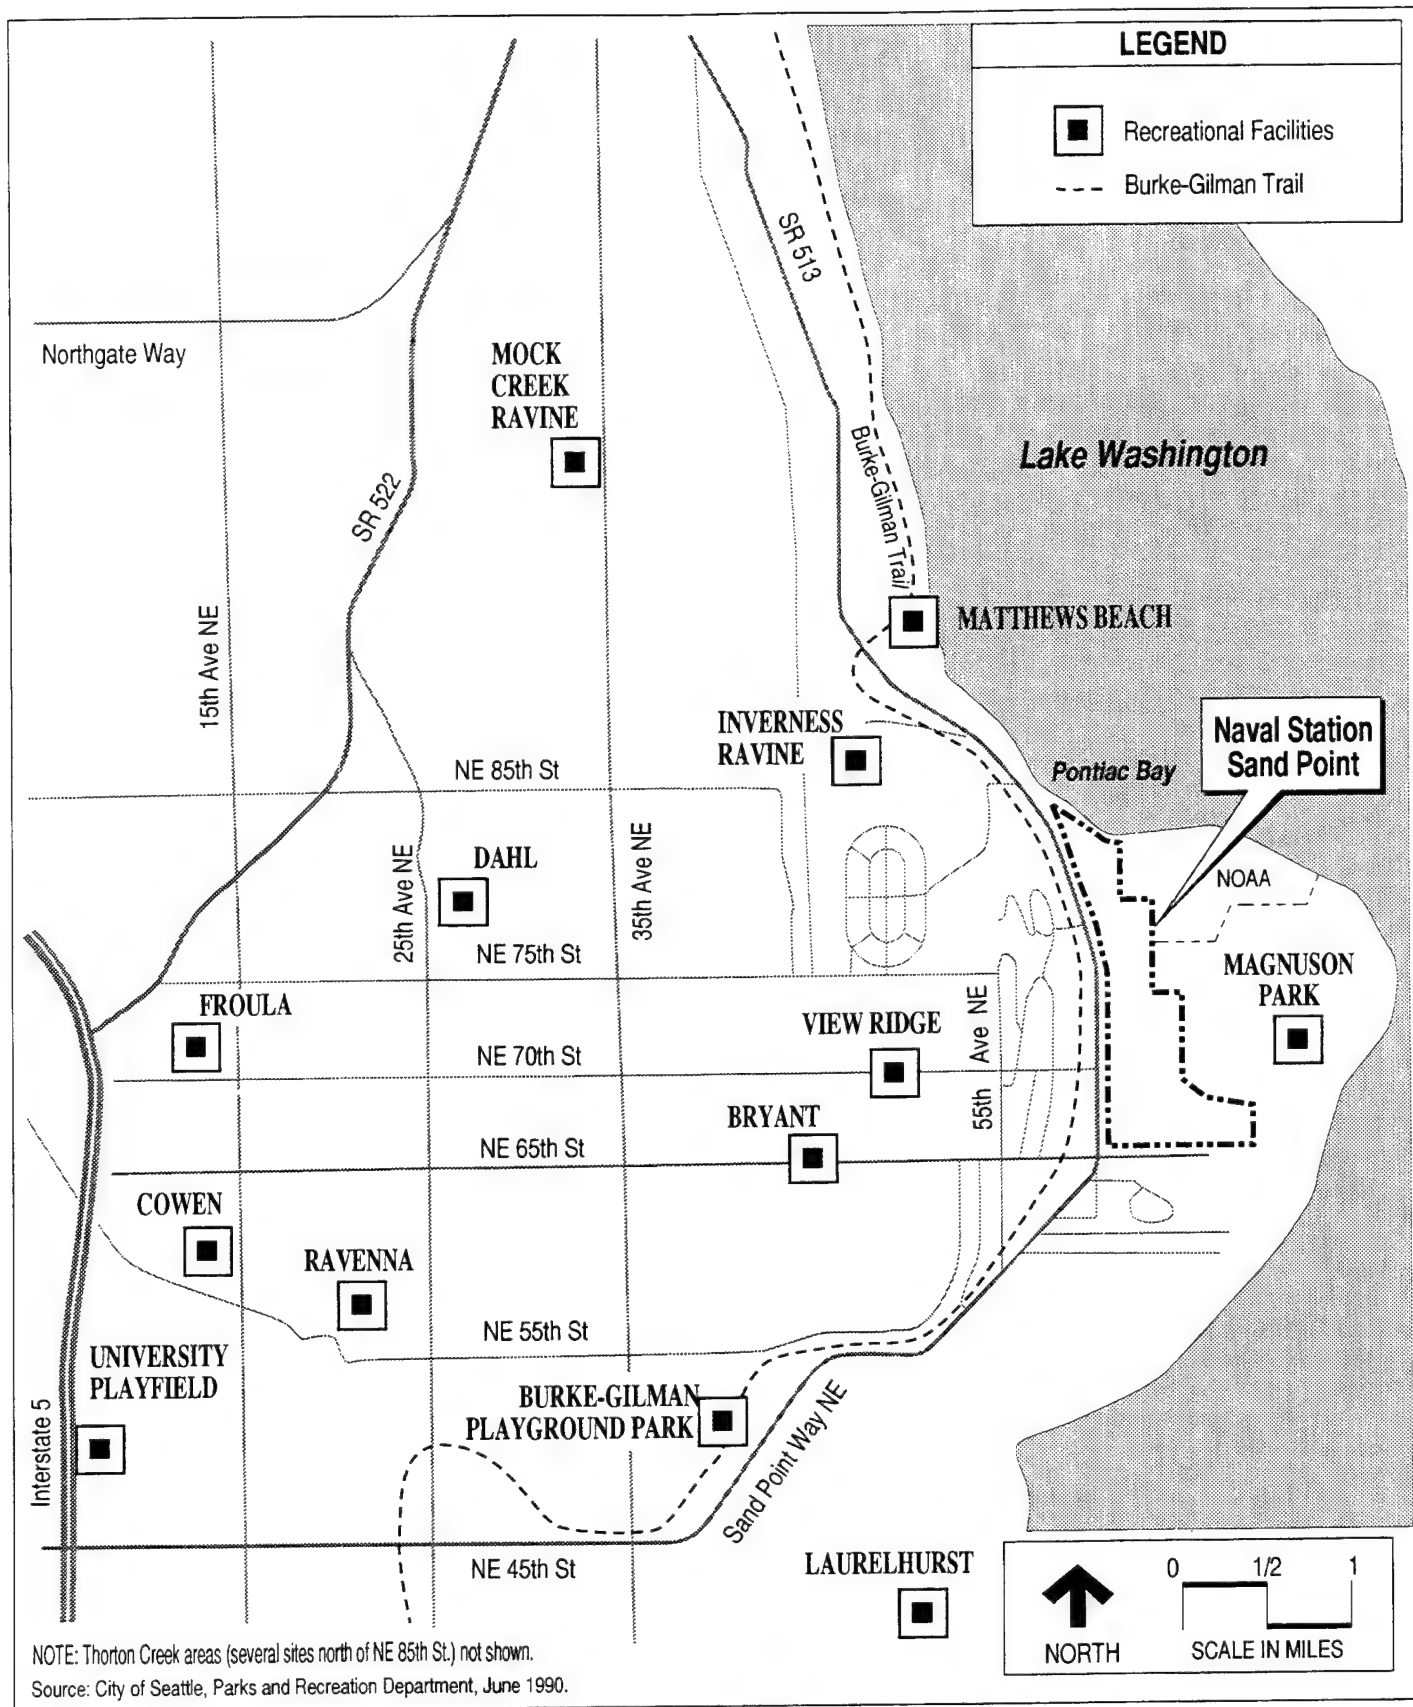 LEGEND
Recreational Facilities
Burke-Gilman Trail
SR 513
Northgate Way
MOCK
CREEK
RAVINE
Lake Washington
Burke-Gilman Trail
SR 522
MATTHEWS BEACH
15th Ave NE
INVERNESS
RAVINE
Naval Station
Sand Point
Pontiac Bay
NE 85th St
DAHL
25th Ave NE
35th Ave NE
NOAA
NE 75th St
MAGNUSON
PARK
FROULA
VIEW RIDGE
55th Ave NE
NE 70th St
BRYANT
NE 65th St
COWEN
RAVENNA
NE 55th St
UNIVERSITY
PLAYFIELD
BURKE-GILMAN
PLAYGROUND PARK
Interstate 5
Sand Point Way NE
NE 45th St
LAURELHURST
0 1/2 1
NORTH
SCALE IN MILES
NOTE: Thorton Creek areas (several sites north of NE 85th St.) not shown.
Source: City of Seattle, Parks and Recreation Department, June 1990.